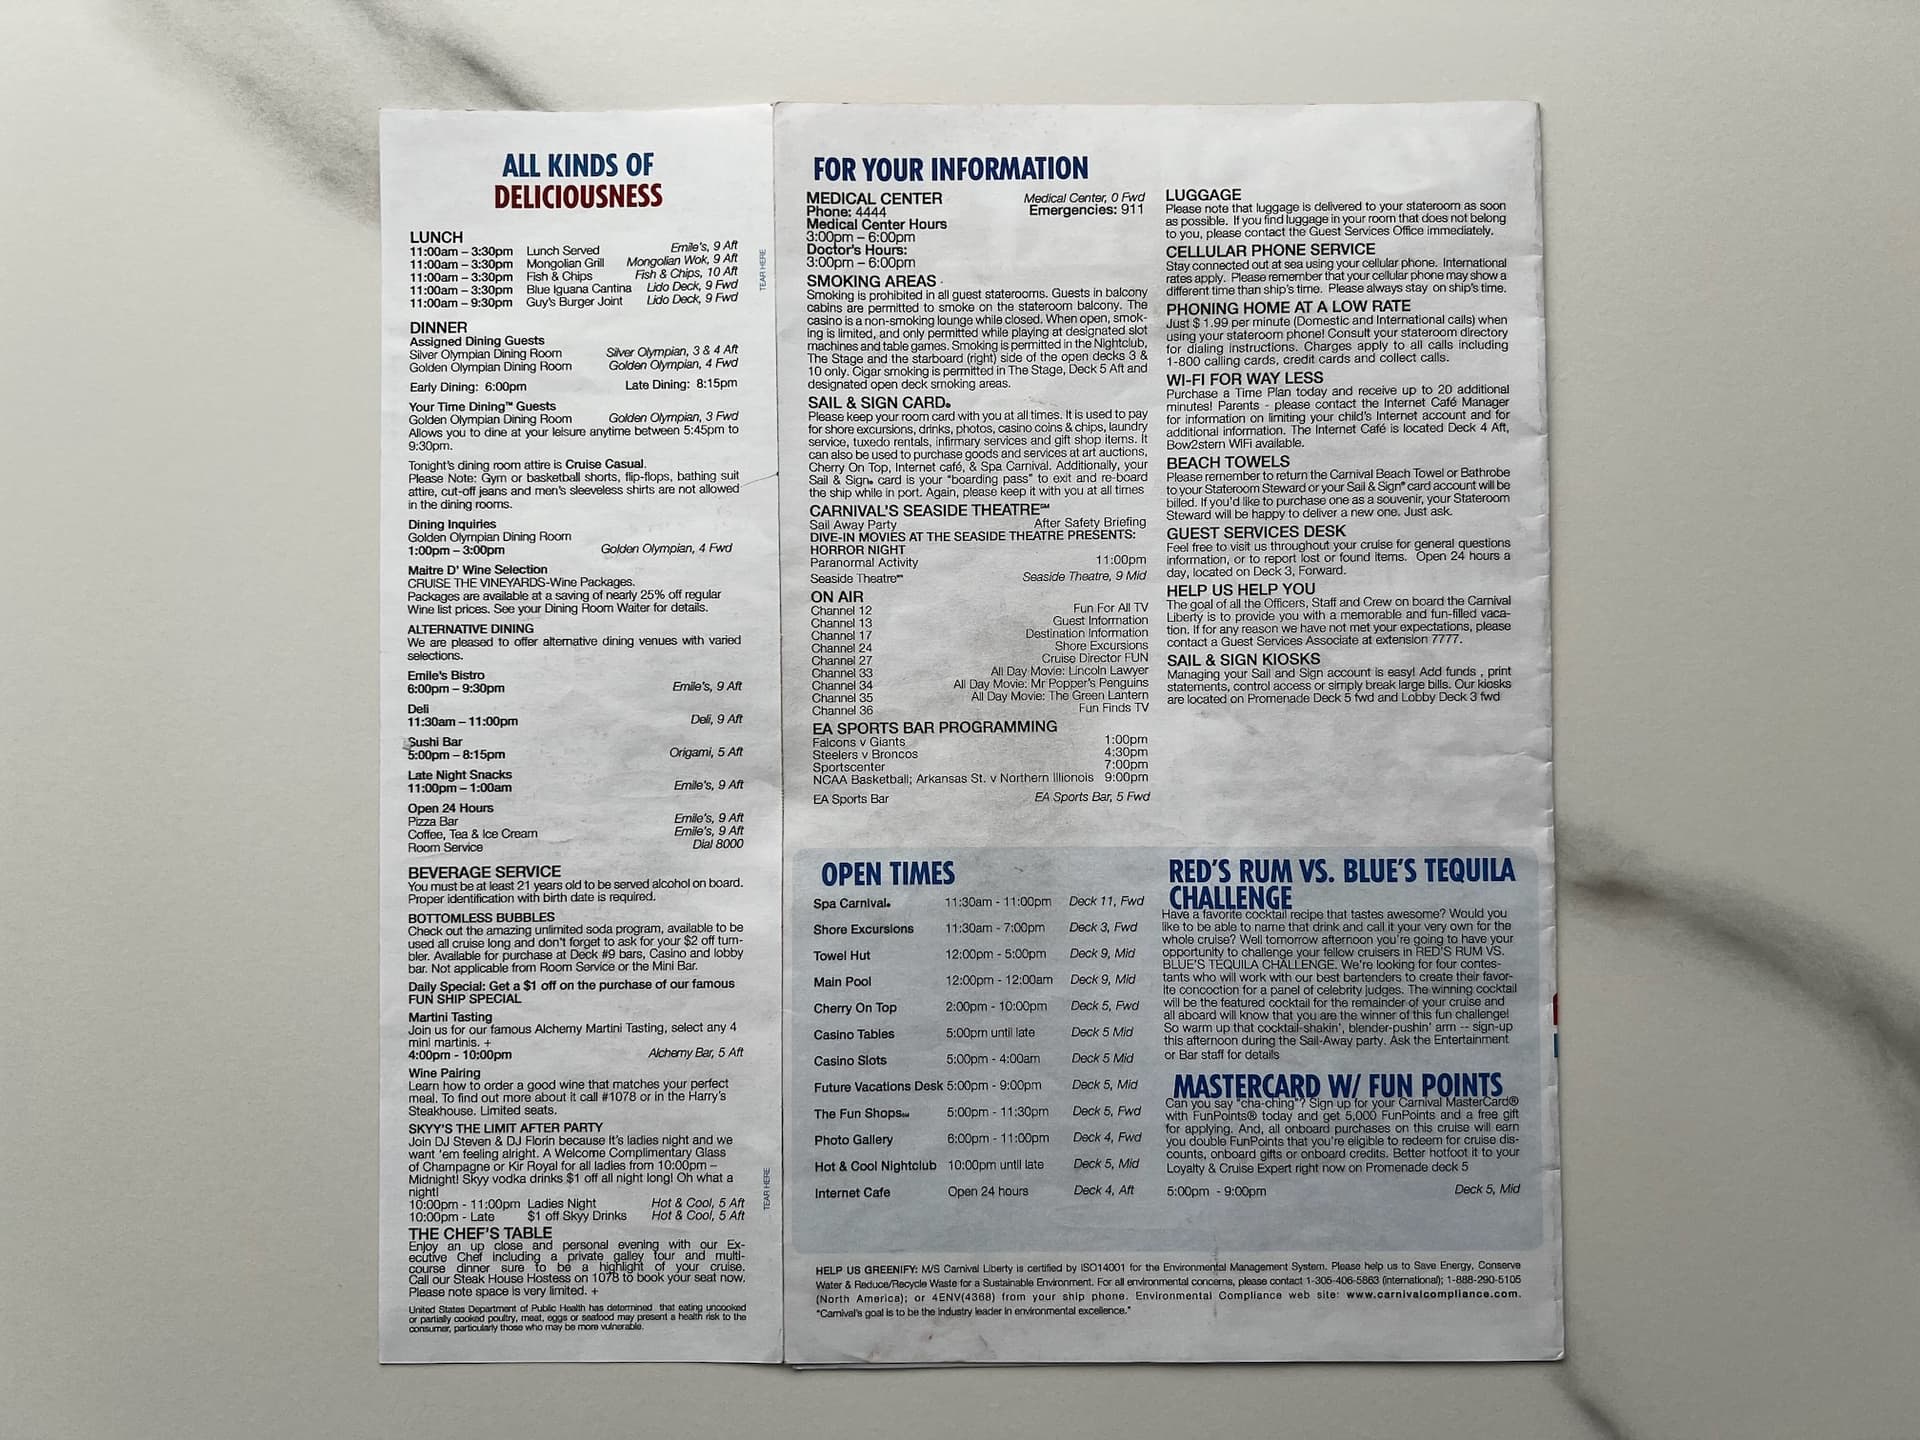 ALL KINDS OF
DELICIOUSNESS
LUNCH
11:00am – 3:30pm Lunch Served Emile's, 9 Aft
11:00am – 3:30pm Mongolian Grill Mongolian Wok, 9 Aft
11:00am – 3:30pm Fish & Chips Fish & Chips, 10 Aft
11:00am – 3:30pm Blue Iguana Cantina Lido Deck, 9 Fwd
11:00am – 9:30pm Guy's Burger Joint Lido Deck, 9 Fwd
TEAR HERE
DINNER
Assigned Dining Guests
Silver Olympian Dining Room Silver Olympian, 3 & 4 Aft
Golden Olympian Dining Room Golden Olympian, 4 Fwd
Early Dining: 6:00pm Late Dining: 8:15pm
Your Time Dining™ Guests
Golden Olympian Dining Room Golden Olympian, 3 Fwd
Allows you to dine at your leisure anytime between 5:45pm to
9:30pm.
Tonight's dining room attire is Cruise Casual.
Please Note: Gym or basketball shorts, flip-flops, bathing suit
attire, cut-off jeans and men's sleeveless shirts are not allowed
in the dining rooms.
Dining Inquiries
Golden Olympian Dining Room
1:00pm – 3:00pm Golden Olympian, 4 Fwd
Maitre D' Wine Selection
CRUISE THE VINEYARDS-Wine Packages.
Packages are available at a saving of nearly 25% off regular
Wine list prices. See your Dining Room Waiter for details.
ALTERNATIVE DINING
We are pleased to offer alternative dining venues with varied
selections.
Emile's Bistro
6:00pm – 9:30pm Emile's, 9 Aft
Deli
11:30am – 11:00pm Deli, 9 Aft
Sushi Bar
5:00pm – 8:15pm Origami, 5 Aft
Late Night Snacks
11:00pm – 1:00am Emile's, 9 Aft
Open 24 Hours
Pizza Bar Emile's, 9 Aft
Coffee, Tea & Ice Cream Emile's, 9 Aft
Room Service Dial 8000
BEVERAGE SERVICE
You must be at least 21 years old to be served alcohol on board.
Proper identification with birth date is required.
BOTTOMLESS BUBBLES
Check out the amazing unlimited soda program, available to be
used all cruise long and don't forget to ask for your $2 off tum-
bler. Available for purchase at Deck #9 bars, Casino and lobby
bar. Not applicable from Room Service or the Mini Bar.
Daily Special: Get a $1 off on the purchase of our famous
FUN SHIP SPECIAL
Martini Tasting
Join us for our famous Alchemy Martini Tasting, select any 4
mini martinis. +
4:00pm - 10:00pm Alchemy Bar, 5 Aft
Wine Pairing
Learn how to order a good wine that matches your perfect
meal. To find out more about it call #1078 or in the Harry's
Steakhouse. Limited seats.
SKYY'S THE LIMIT AFTER PARTY
Join DJ Steven & DJ Florin because It's ladies night and we
want 'em feeling alright. A Welcome Complimentary Glass
of Champagne or Kir Royal for all ladies from 10:00pm –
Midnight! Skyy vodka drinks $1 off all night long! Oh what a
night!
10:00pm - 11:00pm Ladies Night Hot & Cool, 5 Aft
10:00pm - Late $1 off Skyy Drinks Hot & Cool, 5 Aft
TEAR HERE
THE CHEF'S TABLE
Enjoy an up close and personal evening with our Ex-
ecutive Chef including a private galley tour and multi-
course dinner sure to be a highlight of your cruise.
Call our Steak House Hostess on 1078 to book your seat now.
Please note space is very limited. +
United States Department of Public Health has determined that eating uncooked
or partially cooked poultry, meat, eggs or seafood may present a health risk to the
consumer, particularly those who may be more vulnerable.
FOR YOUR INFORMATION
MEDICAL CENTER Medical Center, 0 Fwd
Phone: 4444 Emergencies: 911
Medical Center Hours
3:00pm – 6:00pm
Doctor's Hours:
3:00pm – 6:00pm
SMOKING AREAS
Smoking is prohibited in all guest staterooms. Guests in balcony
cabins are permitted to smoke on the stateroom balcony. The
casino is a non-smoking lounge while closed. When open, smok-
ing is limited, and only permitted while playing at designated slot
machines and table games. Smoking is permitted in the Nightclub,
The Stage and the starboard (right) side of the open decks 3 &
10 only. Cigar smoking is permitted in The Stage, Deck 5 Aft and
designated open deck smoking areas.
SAIL & SIGN CARD®
Please keep your room card with you at all times. It is used to pay
for shore excursions, drinks, photos, casino coins & chips, laundry
service, tuxedo rentals, infirmary services and gift shop items. It
can also be used to purchase goods and services at art auctions,
Cherry On Top, Internet café, & Spa Carnival. Additionally, your
Sail & Sign® card is your "boarding pass" to exit and re-board
the ship while in port. Again, please keep it with you at all times
CARNIVAL'S SEASIDE THEATRE℠
Sail Away Party After Safety Briefing
DIVE-IN MOVIES AT THE SEASIDE THEATRE PRESENTS:
HORROR NIGHT
Paranormal Activity 11:00pm
Seaside Theatre℠ Seaside Theatre, 9 Mid
ON AIR
Channel 12 Fun For All TV
Channel 13 Guest Information
Channel 17 Destination Information
Channel 24 Shore Excursions
Channel 27 Cruise Director FUN
Channel 33 All Day Movie: Lincoln Lawyer
Channel 34 All Day Movie: Mr Popper's Penguins
Channel 35 All Day Movie: The Green Lantern
Channel 36 Fun Finds TV
EA SPORTS BAR PROGRAMMING
Falcons v Giants 1:00pm
Steelers v Broncos 4:30pm
Sportscenter 7:00pm
NCAA Basketball; Arkansas St. v Northern Illionois 9:00pm
EA Sports Bar EA Sports Bar, 5 Fwd
LUGGAGE
Please note that luggage is delivered to your stateroom as soon
as possible. If you find luggage in your room that does not belong
to you, please contact the Guest Services Office immediately.
CELLULAR PHONE SERVICE
Stay connected out at sea using your cellular phone. International
rates apply. Please remember that your cellular phone may show a
different time than ship's time. Please always stay on ship's time.
PHONING HOME AT A LOW RATE
Just $ 1.99 per minute (Domestic and International calls) when
using your stateroom phone! Consult your stateroom directory
for dialing instructions. Charges apply to all calls including
1-800 calling cards, credit cards and collect calls.
WI-FI FOR WAY LESS
Purchase a Time Plan today and receive up to 20 additional
minutes! Parents - please contact the Internet Café Manager
for information on limiting your child's Internet account and for
additional information. The Internet Café is located Deck 4 Aft,
Bow2stern WiFi available.
BEACH TOWELS
Please remember to return the Carnival Beach Towel or Bathrobe
to your Stateroom Steward or your Sail & Sign® card account will be
billed. If you'd like to purchase one as a souvenir, your Stateroom
Steward will be happy to deliver a new one. Just ask.
GUEST SERVICES DESK
Feel free to visit us throughout your cruise for general questions
information, or to report lost or found items. Open 24 hours a
day, located on Deck 3, Forward.
HELP US HELP YOU
The goal of all the Officers, Staff and Crew on board the Carnival
Liberty is to provide you with a memorable and fun-filled vaca-
tion. If for any reason we have not met your expectations, please
contact a Guest Services Associate at extension 7777.
SAIL & SIGN KIOSKS
Managing your Sail and Sign account is easy! Add funds , print
statements, control access or simply break large bills. Our kiosks
are located on Promenade Deck 5 fwd and Lobby Deck 3 fwd
OPEN TIMES
Spa Carnival® 11:30am - 11:00pm Deck 11, Fwd
Shore Excursions 11:30am - 7:00pm Deck 3, Fwd
Towel Hut 12:00pm - 5:00pm Deck 9, Mid
Main Pool 12:00pm - 12:00am Deck 9, Mid
Cherry On Top 2:00pm - 10:00pm Deck 5, Fwd
Casino Tables 5:00pm until late Deck 5 Mid
Casino Slots 5:00pm - 4:00am Deck 5 Mid
Future Vacations Desk 5:00pm - 9:00pm Deck 5, Mid
The Fun Shops℠ 5:00pm - 11:30pm Deck 5, Fwd
Photo Gallery 6:00pm - 11:00pm Deck 4, Fwd
Hot & Cool Nightclub 10:00pm until late Deck 5, Mid
Internet Cafe Open 24 hours Deck 4, Aft
RED'S RUM VS. BLUE'S TEQUILA
CHALLENGE
Have a favorite cocktail recipe that tastes awesome? Would you
like to be able to name that drink and call it your very own for the
whole cruise? Well tomorrow afternoon you're going to have your
opportunity to challenge your fellow cruisers in RED'S RUM VS.
BLUE'S TEQUILA CHALLENGE. We're looking for four contes-
tants who will work with our best bartenders to create their favor-
ite concoction for a panel of celebrity judges. The winning cocktail
will be the featured cocktail for the remainder of your cruise and
all aboard will know that you are the winner of this fun challenge!
So warm up that cocktail-shakin', blender-pushin' arm -- sign-up
this afternoon during the Sail-Away party. Ask the Entertainment
or Bar staff for details
MASTERCARD W/ FUN POINTS
Can you say "cha-ching"? Sign up for your Carnival MasterCard®
with FunPoints® today and get 5,000 FunPoints and a free gift
for applying. And, all onboard purchases on this cruise will earn
you double FunPoints that you're eligible to redeem for cruise dis-
counts, onboard gifts or onboard credits. Better hotfoot it to your
Loyalty & Cruise Expert right now on Promenade deck 5
5:00pm - 9:00pm Deck 5, Mid
HELP US GREENIFY: M/S Carnival Liberty is certified by ISO14001 for the Environmental Management System. Please help us to Save Energy, Conserve
Water & Reduce/Recycle Waste for a Sustainable Environment. For all environmental concerns, please contact 1-305-406-5863 (international); 1-888-290-5105
(North America); or 4ENV(4368) from your ship phone. Environmental Compliance web site: www.carnivalcompliance.com.
"Carnival's goal is to be the industry leader in environmental excellence."